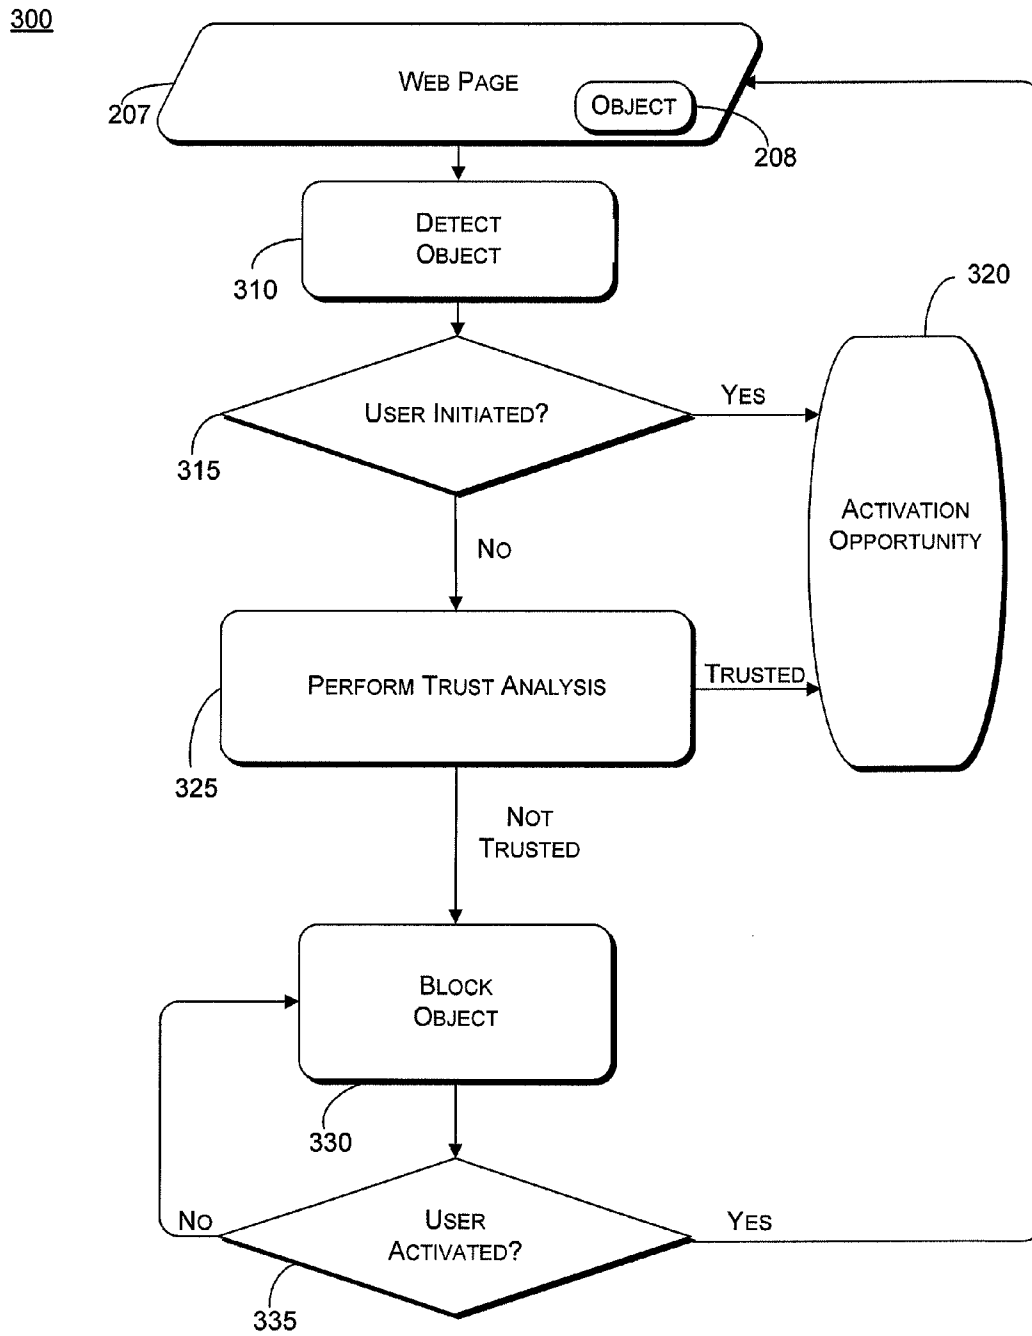 300
WEB PAGE
OBJECT
207
208
DETECT
OBJECT
310
320
USER INITIATED?
YES
315
ACTIVATION
OPPORTUNITY
NO
PERFORM TRUST ANALYSIS
TRUSTED
325
NOT
TRUSTED
BLOCK
OBJECT
330
NO
USER
ACTIVATED?
YES
335